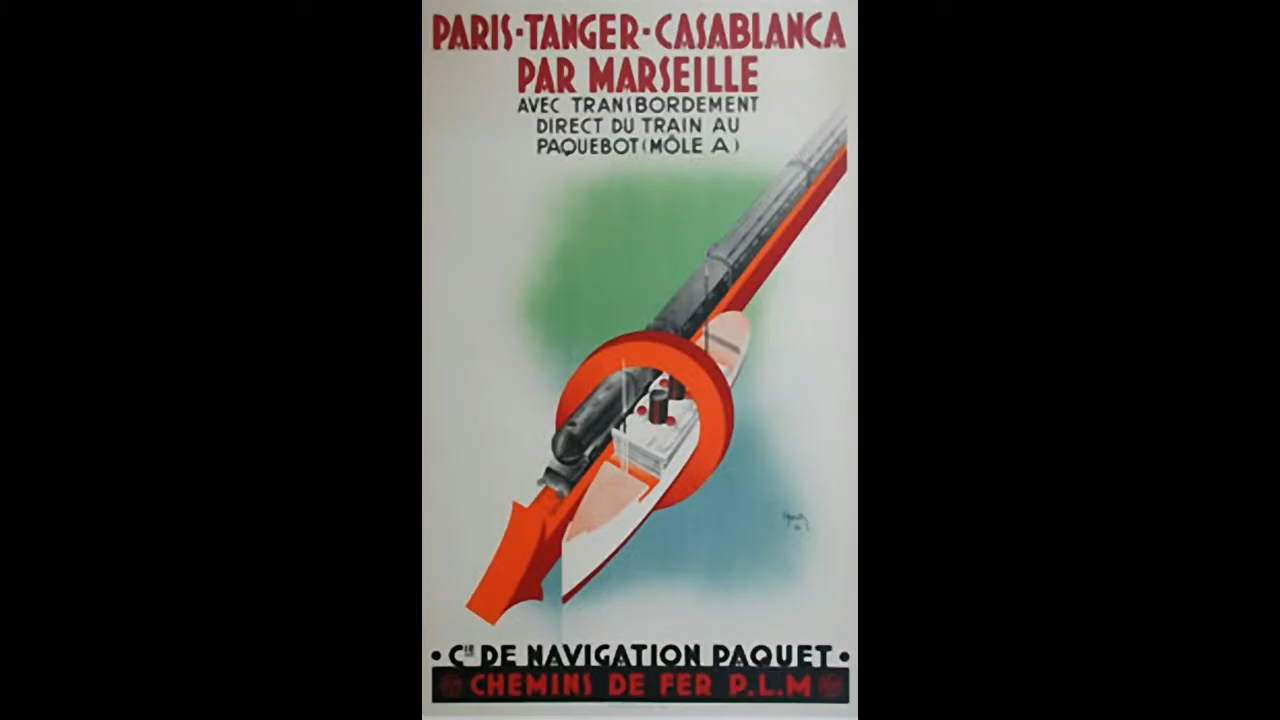 PARIS-TANGER-CASABLANCA
PAR MARSEILLE
AVEC TRANSBORDEMENT
DIRECT DU TRAIN AU
PAQUEBOT (MÔLE A)
• CIE DE NAVIGATION PAQUET •
CHEMINS DE FER P.L.M